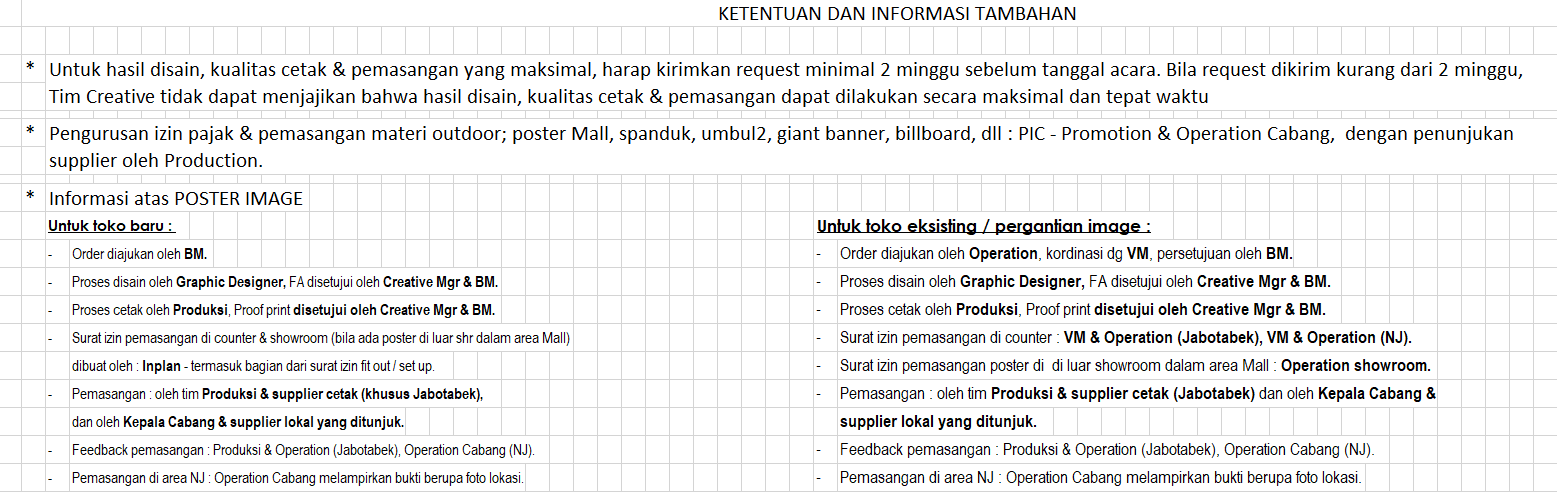 KETENTUAN DAN INFORMASI TAMBAHAN
* Untuk hasil disain, kualitas cetak & pemasangan yang maksimal, harap kirimkan request minimal 2 minggu sebelum tanggal acara. Bila request dikirim kurang dari 2 minggu,
Tim Creative tidak dapat menjajikan bahwa hasil disain, kualitas cetak & pemasangan dapat dilakukan secara maksimal dan tepat waktu
* Pengurusan izin pajak & pemasangan materi outdoor; poster Mall, spanduk, umbul2, giant banner, billboard, dll : PIC - Promotion & Operation Cabang, dengan penunjukan
supplier oleh Production.
* Informasi atas POSTER IMAGE
Untuk toko baru :
- Order diajukan oleh BM.
- Proses disain oleh Graphic Designer, FA disetujui oleh Creative Mgr & BM.
- Proses cetak oleh Produksi, Proof print disetujui oleh Creative Mgr & BM.
- Surat izin pemasangan di counter & showroom (bila ada poster di luar shr dalam area Mall)
dibuat oleh : Inplan - termasuk bagian dari surat izin fit out / set up.
- Pemasangan : oleh tim Produksi & supplier cetak (khusus Jabotabek),
dan oleh Kepala Cabang & supplier lokal yang ditunjuk.
- Feedback pemasangan : Produksi & Operation (Jabotabek), Operation Cabang (NJ).
- Pemasangan di area NJ : Operation Cabang melampirkan bukti berupa foto lokasi.
Untuk toko eksisting / pergantian image :
- Order diajukan oleh Operation, kordinasi dg VM, persetujuan oleh BM.
- Proses disain oleh Graphic Designer, FA disetujui oleh Creative Mgr & BM.
- Proses cetak oleh Produksi, Proof print disetujui oleh Creative Mgr & BM.
- Surat izin pemasangan di counter : VM & Operation (Jabotabek), VM & Operation (NJ).
- Surat izin pemasangan poster di di luar showroom dalam area Mall : Operation showroom.
- Pemasangan : oleh tim Produksi & supplier cetak (Jabotabek) dan oleh Kepala Cabang &
supplier lokal yang ditunjuk.
- Feedback pemasangan : Produksi & Operation (Jabotabek), Operation Cabang (NJ).
- Pemasangan di area NJ : Operation Cabang melampirkan bukti berupa foto lokasi.